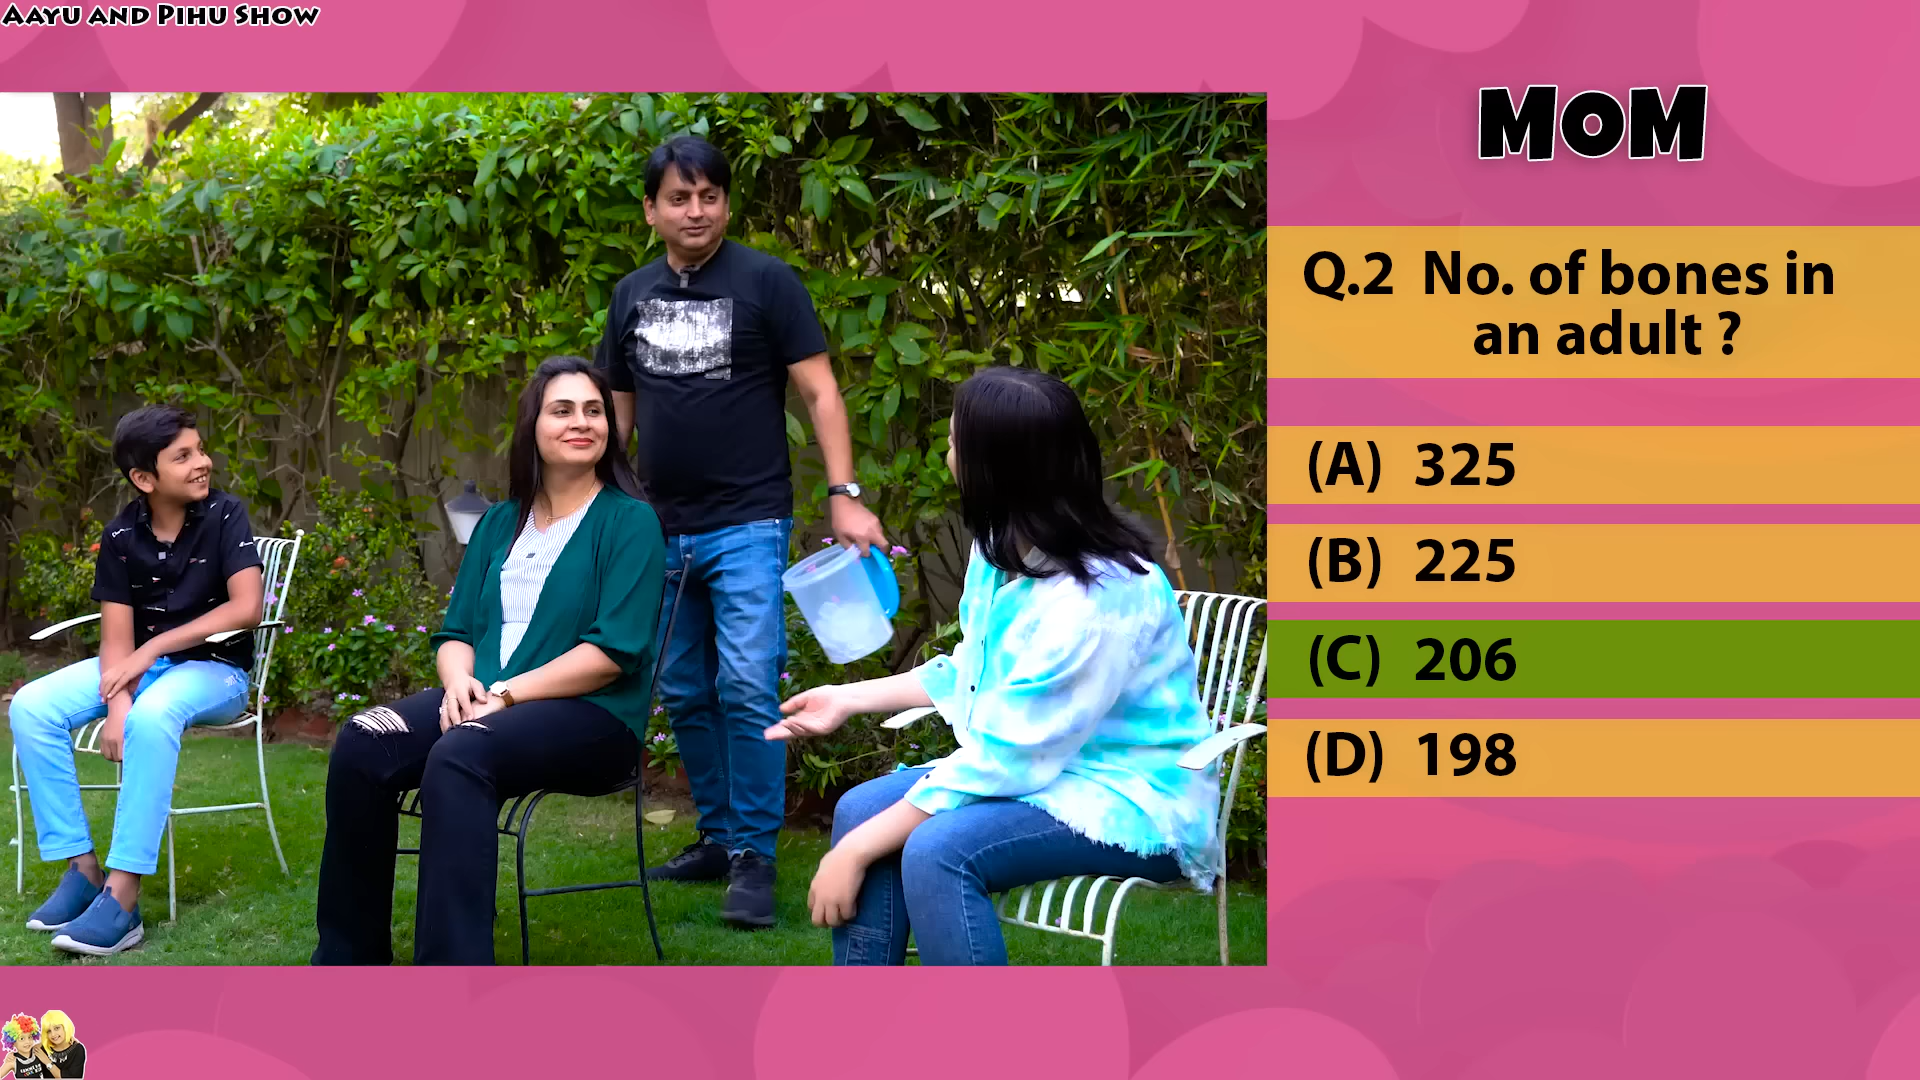 Aayu and Pihu Show
MOM
Q.2 No. of bones in
an adult ?
(A) 325
(B) 225
(C) 206
(D) 198